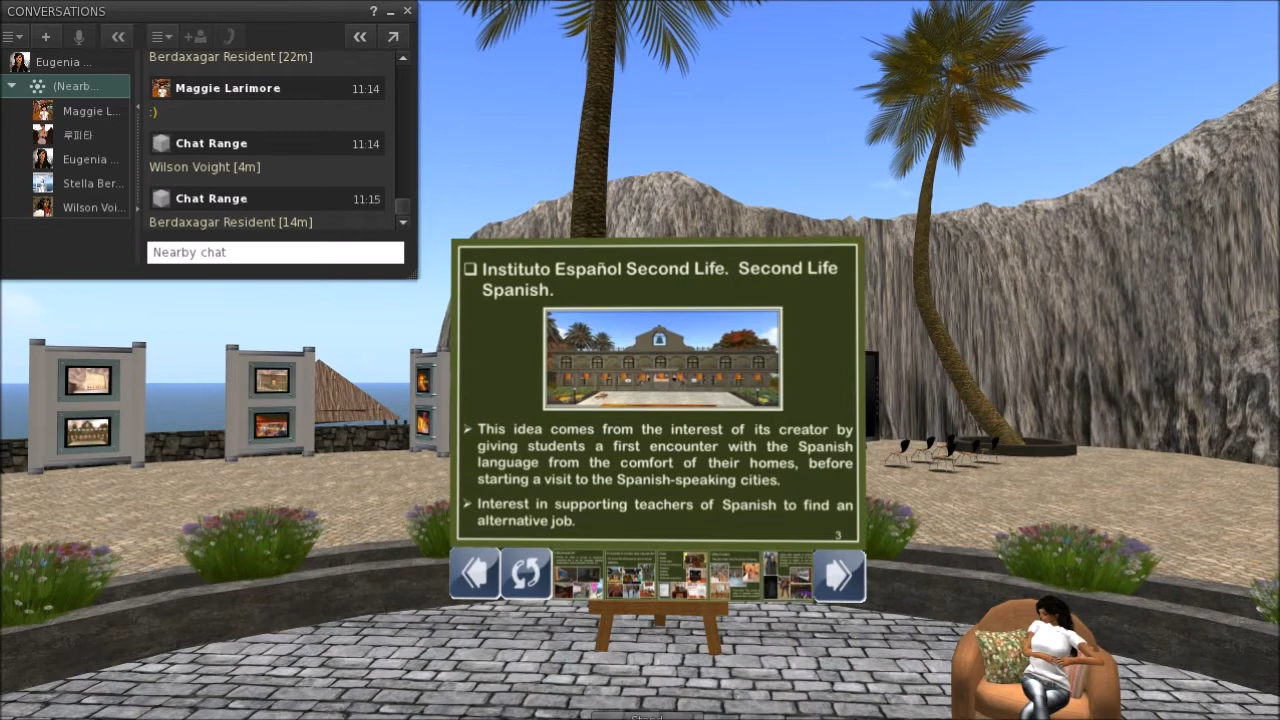 CONVERSATIONS
?
Eugenia ...
(Nearb...
Maggie L...
루피타
Eugenia ...
Stella Ber...
Wilson Voi...
Berdaxagar Resident [22m]
Maggie Larimore 11:14
:)
Chat Range 11:14
Wilson Voight [4m]
Chat Range 11:15
Berdaxagar Resident [14m]
Nearby chat
Instituto Español Second Life. Second Life
Spanish.
This idea comes from the interest of its creator by
giving students a first encounter with the Spanish
language from the comfort of their homes, before
starting a visit to the Spanish-speaking cities.
Interest in supporting teachers of Spanish to find an
alternative job.
3
Stand